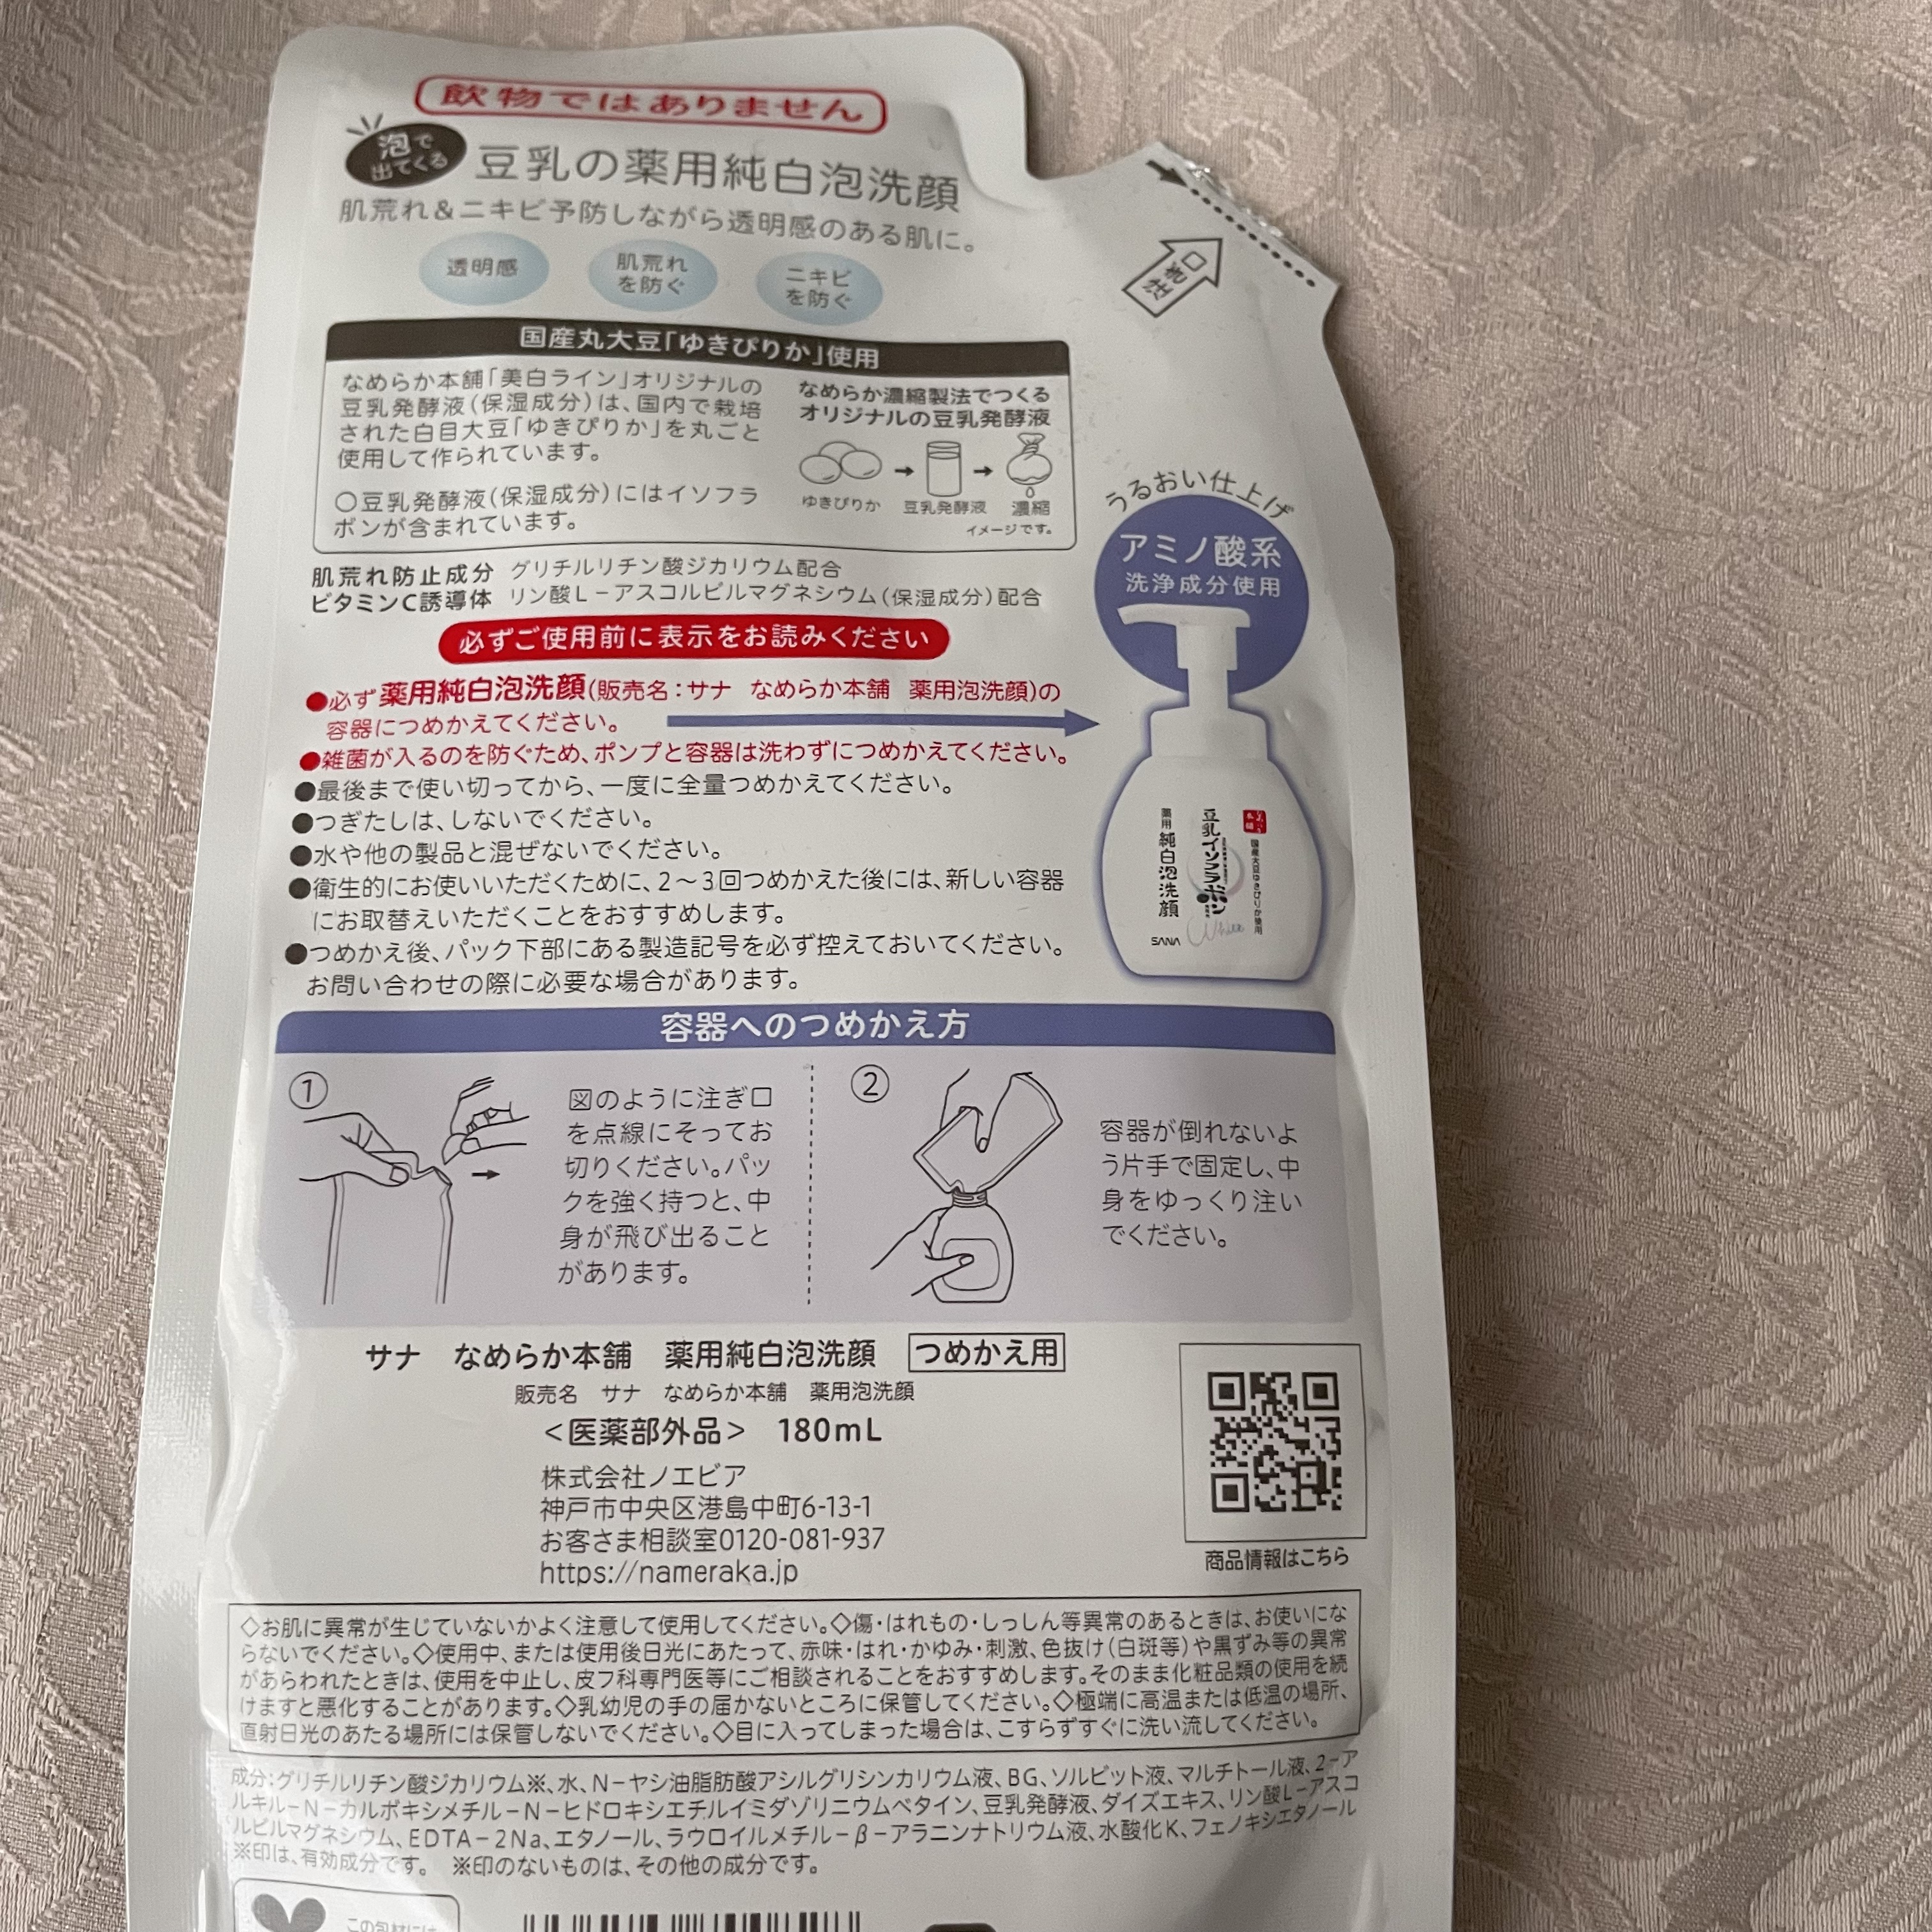 飲物ではありません
泡で
出てくる
豆乳の薬用純白泡洗顔
肌荒れ&ニキビ予防しながら透明感のある肌に。
透明感
肌荒れ
を防ぐ
ニキビ
を防ぐ
注ぎ口
国産丸大豆「ゆきぴりか」使用
なめらか本舗「美白ライン」オリジナルの
豆乳発酵液(保湿成分)は、国内で栽培
された白目大豆「ゆきぴりか」を丸ごと
使用して作られています。
○豆乳発酵液(保湿成分)にはイソフラ
ボンが含まれています。
なめらか濃縮製法でつくる
オリジナルの豆乳発酵液
ゆきぴりか
豆乳発酵液
濃縮
イメージです。
肌荒れ防止成分 グリチルリチン酸ジカリウム配合
ビタミンC誘導体 リン酸L-アスコルビルマグネシウム(保湿成分)配合
うるおい仕上げ
アミノ酸系
洗浄成分使用
必ずご使用前に表示をお読みください
●必ず薬用純白泡洗顔(販売名:サナ なめらか本舗 薬用泡洗顔)の
容器につめかえてください。
●雑菌が入るのを防ぐため、ポンプと容器は洗わずにつめかえてください。
●最後まで使い切ってから、一度に全量つめかえてください。
●つぎたしは、しないでください。
●水や他の製品と混ぜないでください。
●衛生的にお使いいただくために、2~3回つめかえた後には、新しい容器
にお取替えいただくことをおすすめします。
●つめかえ後、パック下部にある製造記号を必ず控えておいてください。
お問い合わせの際に必要な場合があります。
国産大豆ゆきぴりか使用
豆乳イソフラボン
薬用 純白泡洗顔
White
SANA
容器へのつめかえ方
①
図のように注ぎ口
を点線にそってお
切りください。パッ
クを強く持つと、中
身が飛び出ること
があります。
②
容器が倒れないよ
う片手で固定し、中
身をゆっくり注い
でください。
サナ なめらか本舗 薬用純白泡洗顔 つめかえ用
販売名 サナ なめらか本舗 薬用泡洗顔
<医薬部外品> 180mL
株式会社ノエビア
神戸市中央区港島中町6-13-1
お客さま相談室0120-081-937
https://nameraka.jp
商品情報はこちら
◇お肌に異常が生じていないかよく注意して使用してください。◇傷・はれもの・しっしん等異常のあるときは、お使いにな
らないでください。◇使用中、または使用後日光にあたって、赤味・はれ・かゆみ・刺激、色抜け(白斑等)や黒ずみ等の異常
があらわれたときは、使用を中止し、皮フ科専門医等にご相談されることをおすすめします。そのまま化粧品類の使用を続
けますと悪化することがあります。◇乳幼児の手の届かないところに保管してください。◇極端に高温または低温の場所、
直射日光のあたる場所には保管しないでください。◇目に入ってしまった場合は、こすらずすぐに洗い流してください。
成分:グリチルリチン酸ジカリウム※、水、N-ヤシ油脂肪酸アシルグリシンカリウム液、BG、ソルビット液、マルチトール液、2-ア
ルキル-N-カルボキシメチル-N-ヒドロキシエチルイミダゾリニウムベタイン、豆乳発酵液、ダイズエキス、リン酸L-アスコ
ルビルマグネシウム、EDTA-2Na、エタノール、ラウロイルメチル-β-アラニンナトリウム液、水酸化K、フェノキシエタノール
※印は、有効成分です。 ※印のないものは、その他の成分です。
この包材には